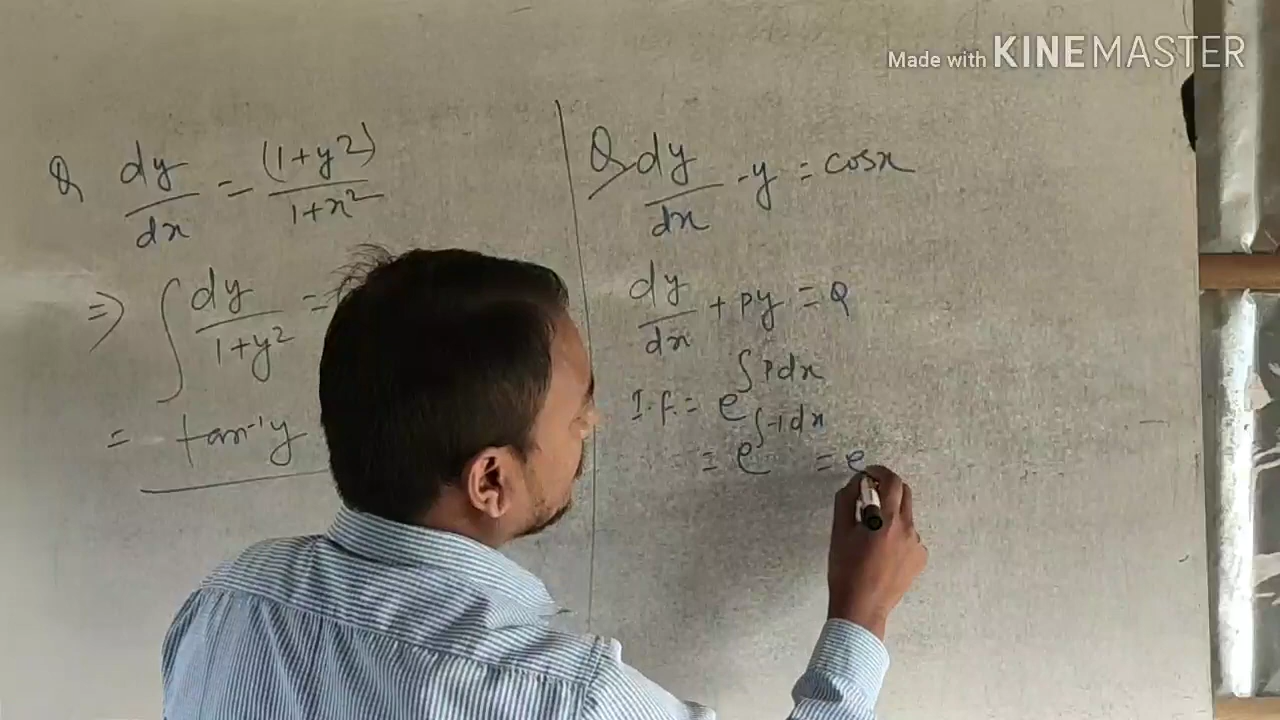 Made with KINEMASTER
Q dy/dx = (1+y²)/1+x²
⇒ ∫ dy/1+y² =
= tan⁻¹y
Q dy/dx - y = cosx
dy/dx + py = Q
I.F. = e^∫Pdx
= e^∫-1dx = e